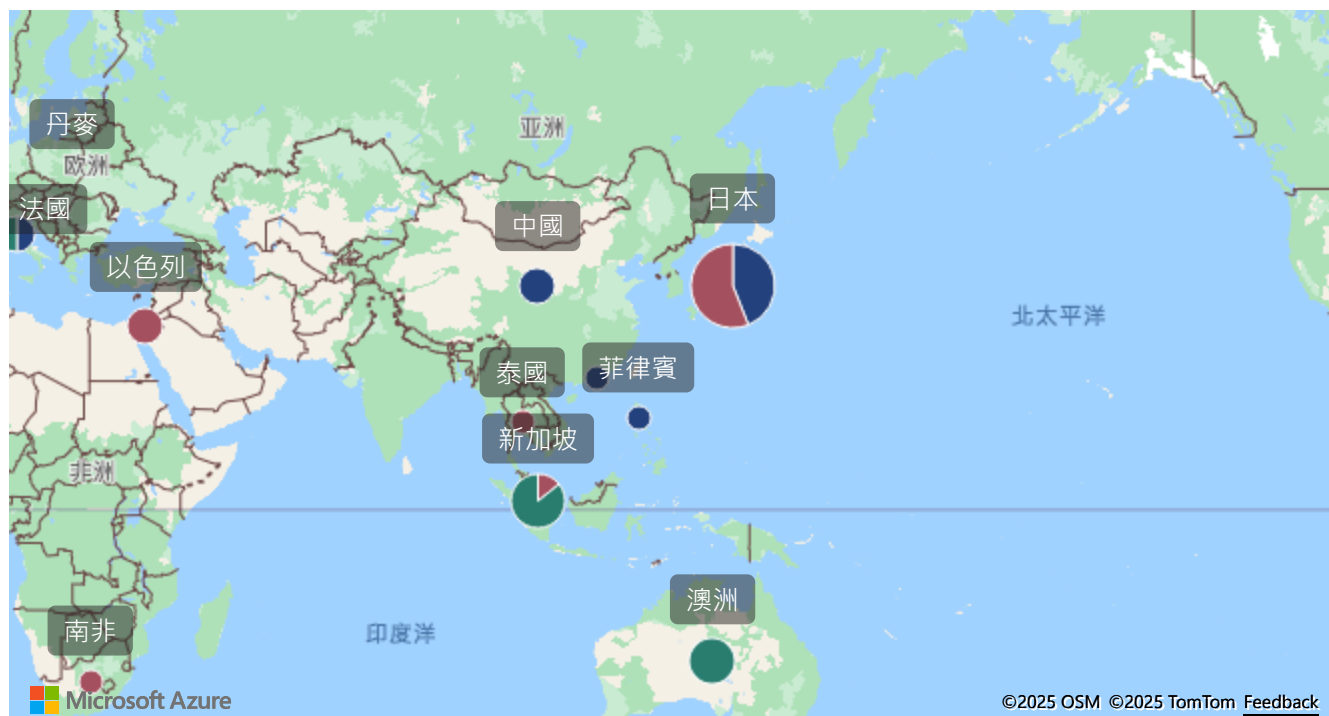 丹麥
亚洲
欧洲
日本
法國
中國
以色列
北太平洋
泰國
菲律賓
新加坡
非洲
澳洲
南非
印度洋
Microsoft Azure
©2025 OSM ©2025 TomTom Feedback